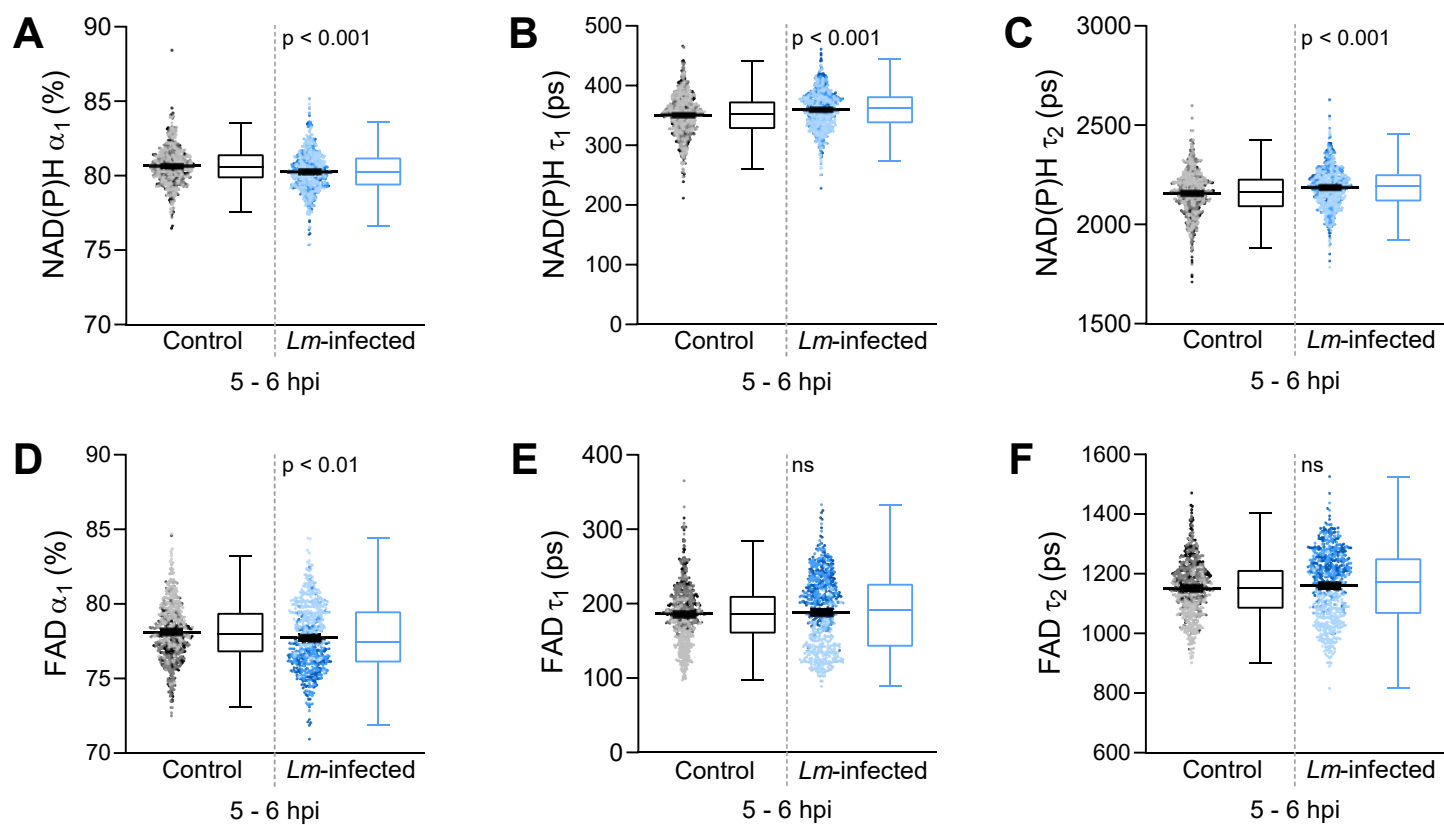 A
NAD(P)H α1 (%)
90
85
80
75
70
p < 0.001
Control
Lm-infected
5 - 6 hpi
B
NAD(P)H τ1 (ps)
500
400
300
200
100
0
p < 0.001
Control
Lm-infected
5 - 6 hpi
C
NAD(P)H τ2 (ps)
3000
2500
2000
1500
p < 0.001
Control
Lm-infected
5 - 6 hpi
D
FAD α1 (%)
90
85
80
75
70
p < 0.01
Control
Lm-infected
5 - 6 hpi
E
FAD τ1 (ps)
400
300
200
100
0
ns
Control
Lm-infected
5 - 6 hpi
F
FAD τ2 (ps)
1600
1400
1200
1000
800
600
ns
Control
Lm-infected
5 - 6 hpi